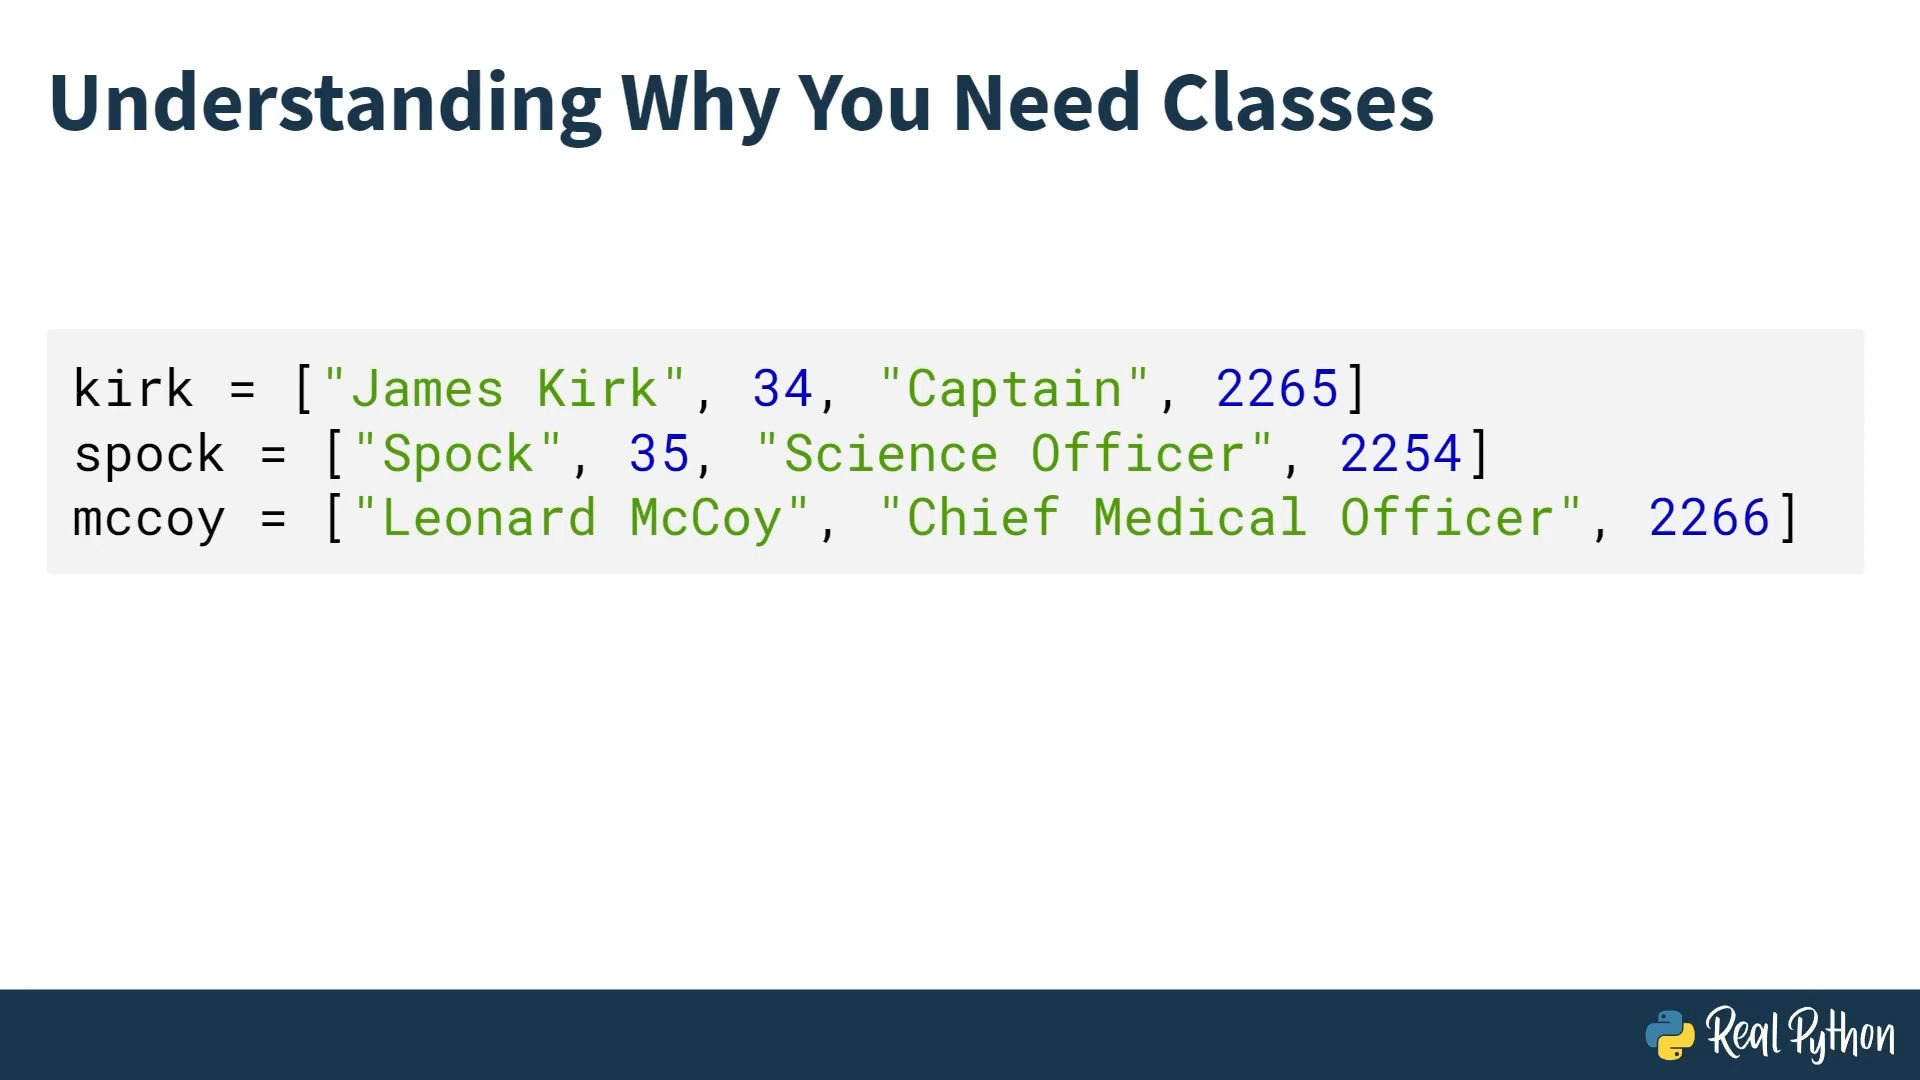 Understanding Why You Need Classes
kirk = ["James Kirk", 34, "Captain", 2265]
spock = ["Spock", 35, "Science Officer", 2254]
mccoy = ["Leonard McCoy", "Chief Medical Officer", 2266]
Real Python